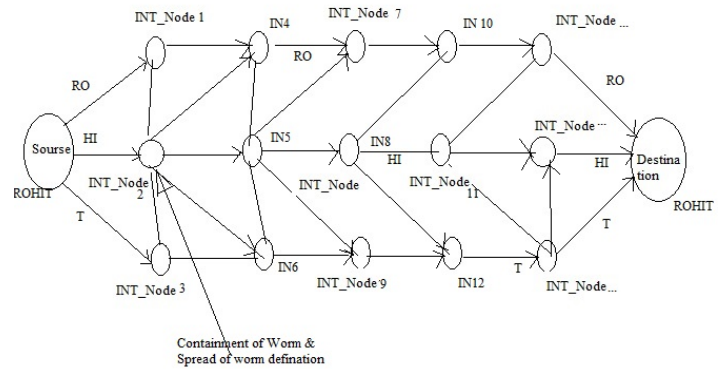 INT_Node 1
IN4
INT_Node 7
IN 10
INT_Node ...
RO
RO
RO
Sourse
HI
IN5
IN8
HI
INT_Node ...
HI
Destina
tion
ROHIT
INT_Node
2
INT_Node
INT_Node
11
ROHIT
T
T
INT_Node 3
IN6
INT_Node 9
IN12
T
INT_Node...
Containment of Worm &
Spread of worm defination